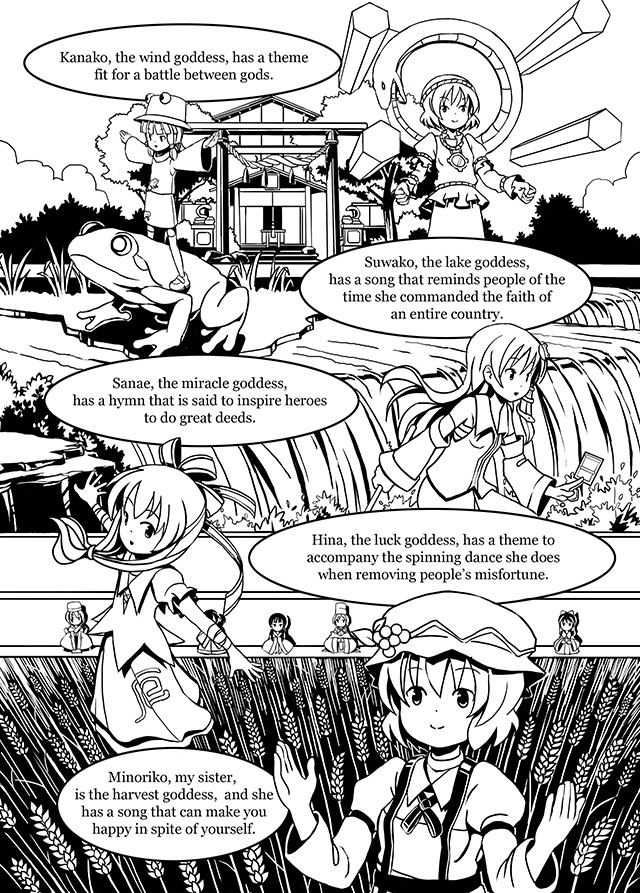 Kanako, the wind goddess, has a theme
fit for a battle between gods.
Suwako, the lake goddess,
has a song that reminds people of the
time she commanded the faith of
an entire country.
Sanae, the miracle goddess,
has a hymn that is said to inspire heroes
to do great deeds.
Hina, the luck goddess, has a theme to
accompany the spinning dance she does
when removing people's misfortune.
Minoriko, my sister,
is the harvest goddess, and she
has a song that can make you
happy in spite of yourself.